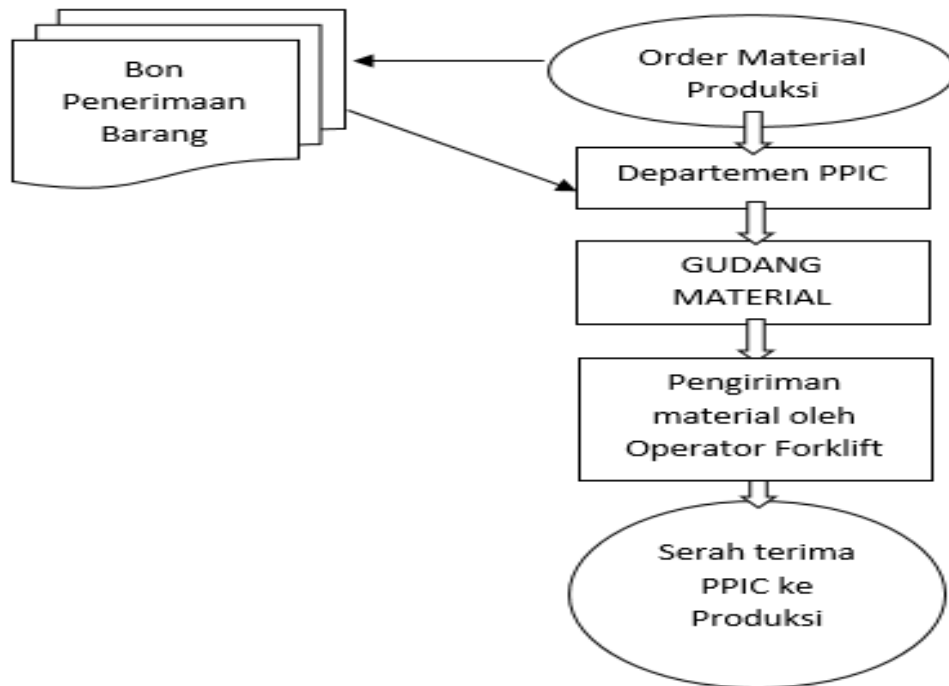 Bon
Penerimaan
Barang
Order Material
Produksi
Departemen PPIC
GUDANG
MATERIAL
Pengiriman
material oleh
Operator Forklift
Serah terima
PPIC ke
Produksi